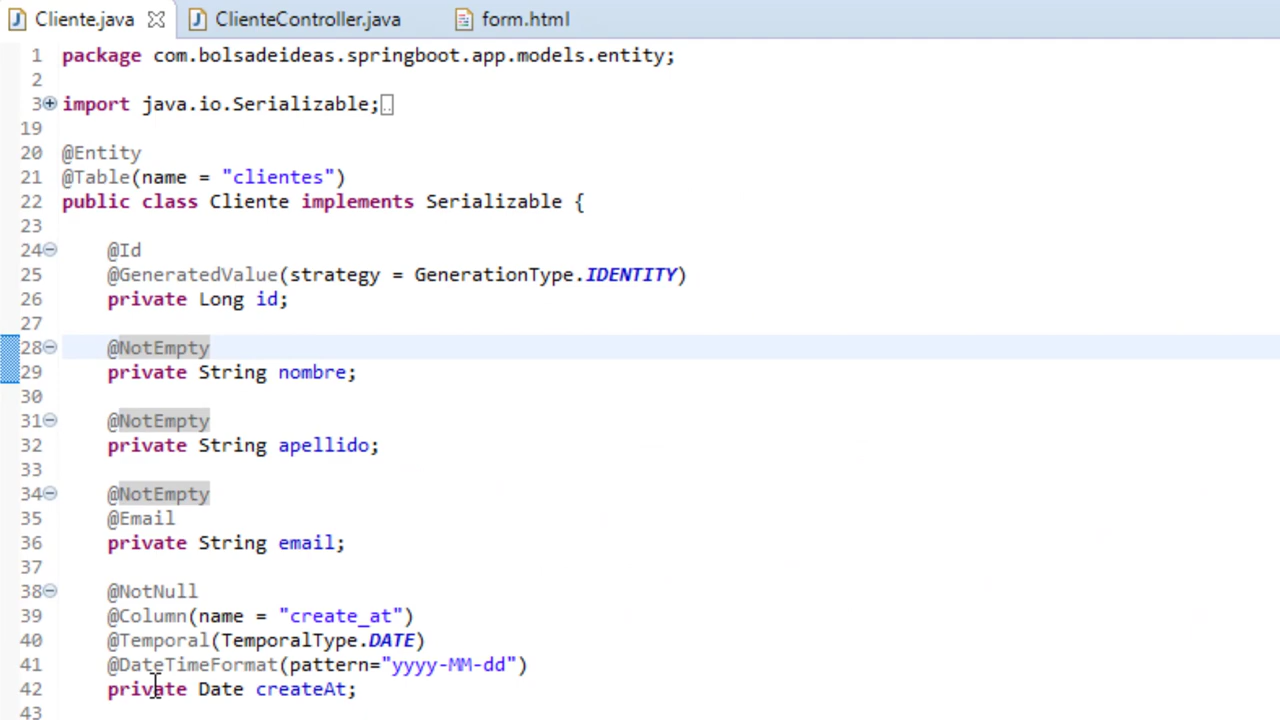 Cliente.java ClienteController.java form.html
1 package com.bolsadeideas.springboot.app.models.entity;
2
3 import java.io.Serializable;
19
20 @Entity
21 @Table(name = "clientes")
22 public class Cliente implements Serializable {
23
24 @Id
25 @GeneratedValue(strategy = GenerationType.IDENTITY)
26 private Long id;
27
28 @NotEmpty
29 private String nombre;
30
31 @NotEmpty
32 private String apellido;
33
34 @NotEmpty
35 @Email
36 private String email;
37
38 @NotNull
39 @Column(name = "create_at")
40 @Temporal(TemporalType.DATE)
41 @DateTimeFormat(pattern="yyyy-MM-dd")
42 private Date createAt;
43